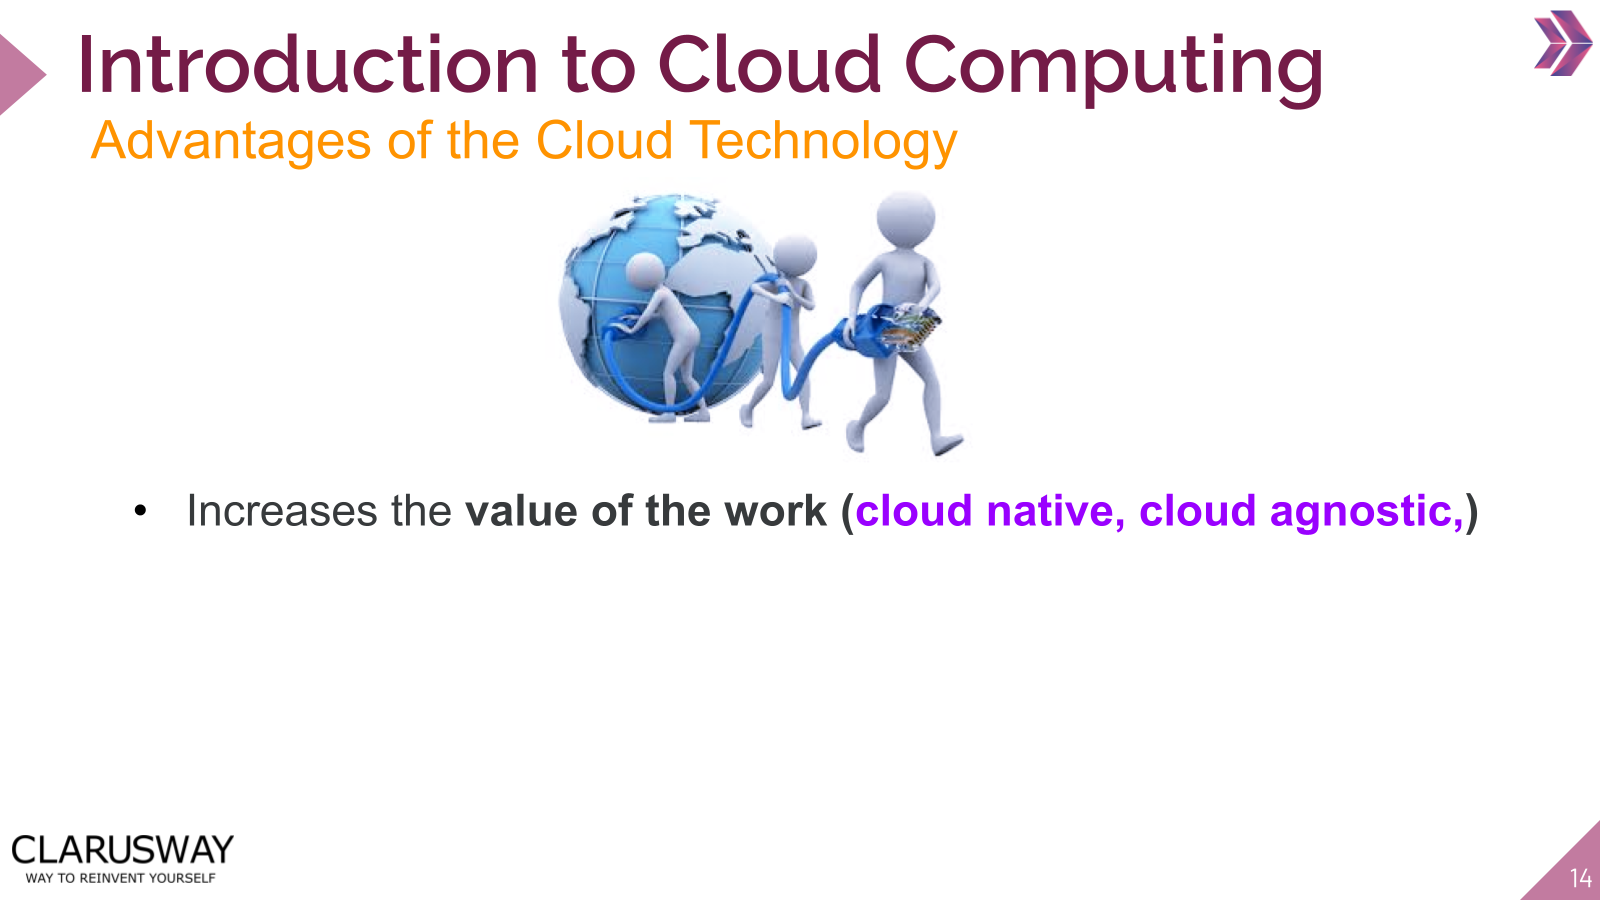 Introduction to Cloud Computing
Advantages of the Cloud Technology
• Increases the value of the work (cloud native, cloud agnostic,)
CLARUSWAY
WAY TO REINVENT YOURSELF
14